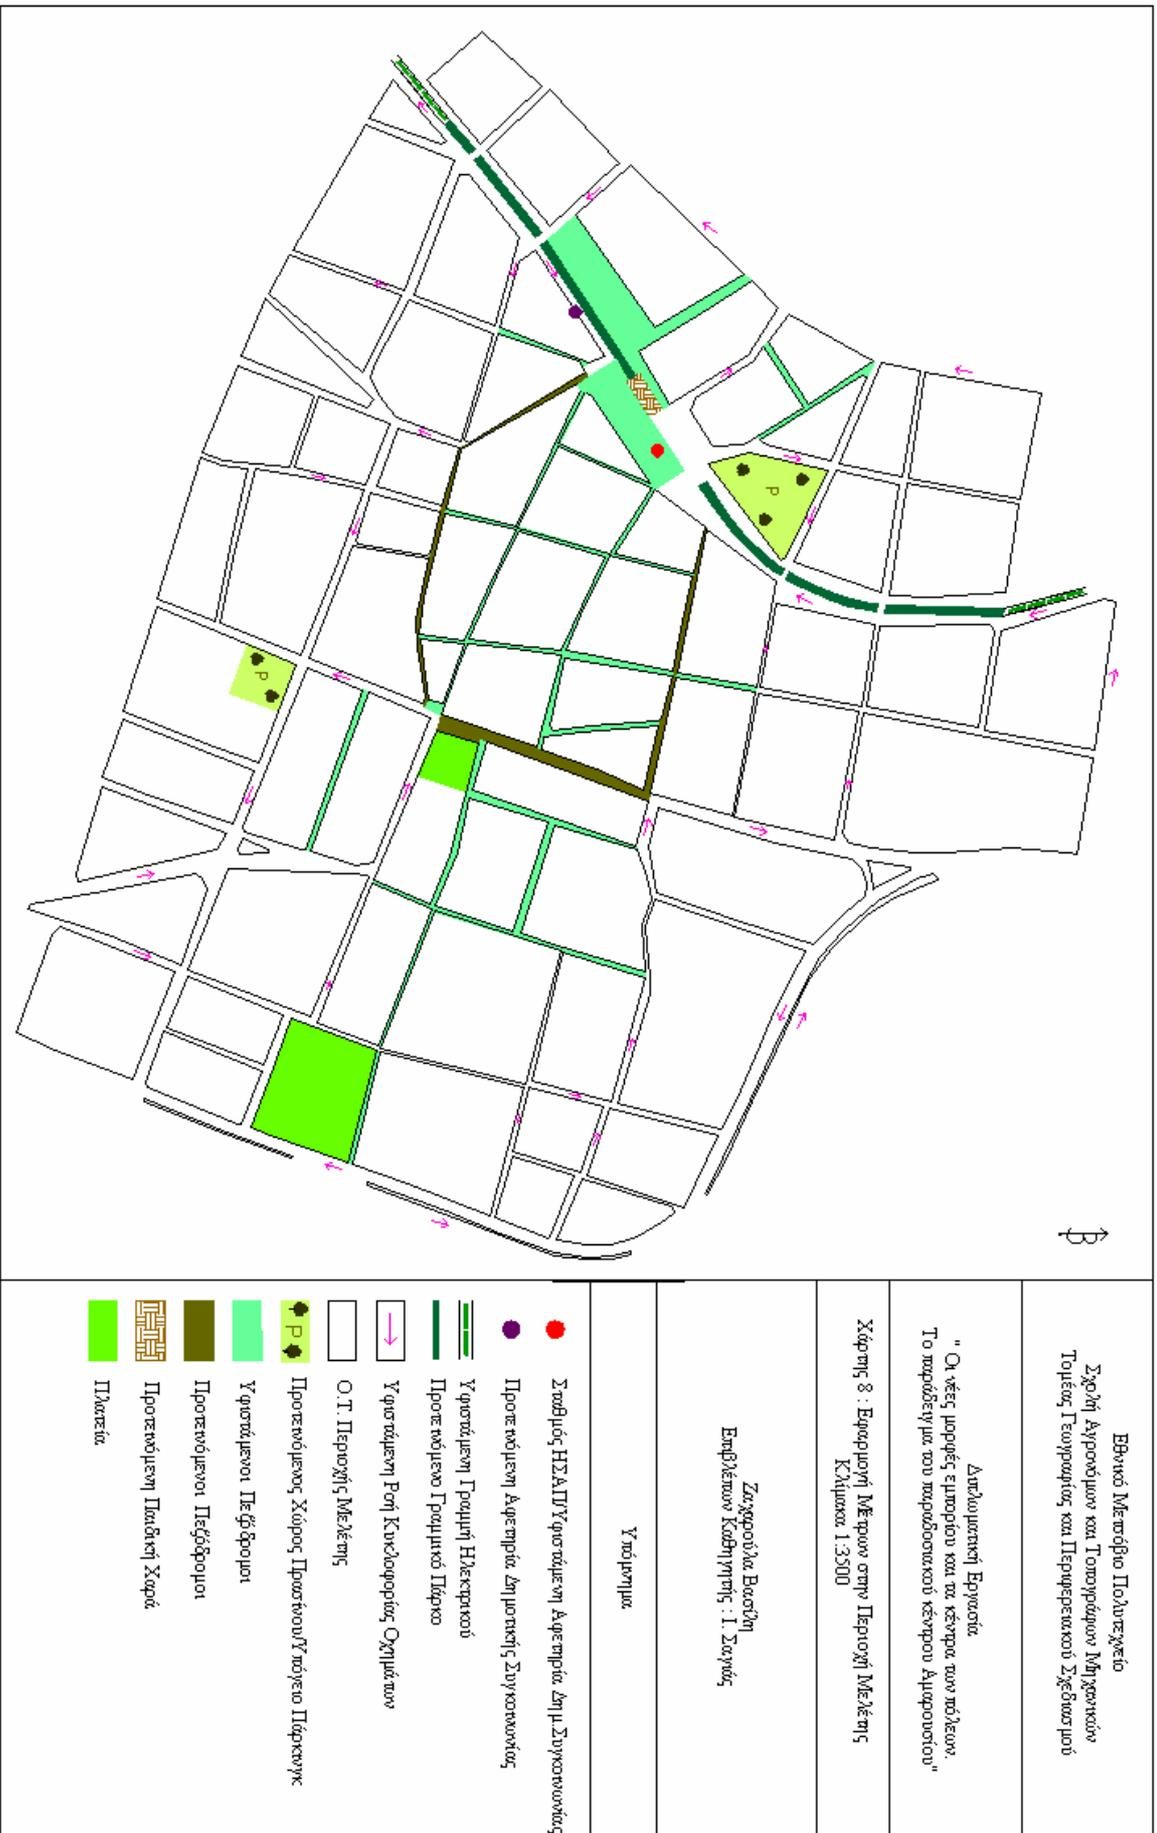 Εθνικό Μετσόβιο Πολυτεχνείο
Σχολή Αγρονόμων και Τοπογράφων Μηχανικών
Τομέας Γεωγραφίας και Περιφερειακού Σχεδιασμού
Διπλωματική Εργασία
" Οι νέες μορφές εμπορίου και τα κέντρα των πόλεων.
Το παράδειγμα του παραδοσιακού κέντρου Αμαρουσίου"
Χάρτης 8 : Εφαρμογή Μέτρων στην Περιοχή Μελέτης
Κλίμακα 1:3500
Ζαχαρούλα Βασίλη
Επιβλέπων Καθηγητής : Ι. Σαγιάς
Υπόμνημα
Σταθμός ΗΣΑΠ/Υφιστάμενη Αφετηρία Δημ.Συγκοινωνίας
Προτεινόμενη Αφετηρία Δημοτικής Συγκοινωνίας
Υφιστάμενη Γραμμή Ηλεκτρικού
Προτεινόμενο Γραμμικό Πάρκο
Υφιστάμενη Ροή Κυκλοφορίας Οχημάτων
Ο.Τ. Περιοχής Μελέτης
P
Προτεινόμενος Χώρος Πρασίνου/Υπόγειο Πάρκινγκ
Υφιστάμενοι Πεζόδρομοι
Προτεινόμενοι Πεζόδρομοι
Προτεινόμενη Παιδική Χαρά
Πλατεία
Β
P
P